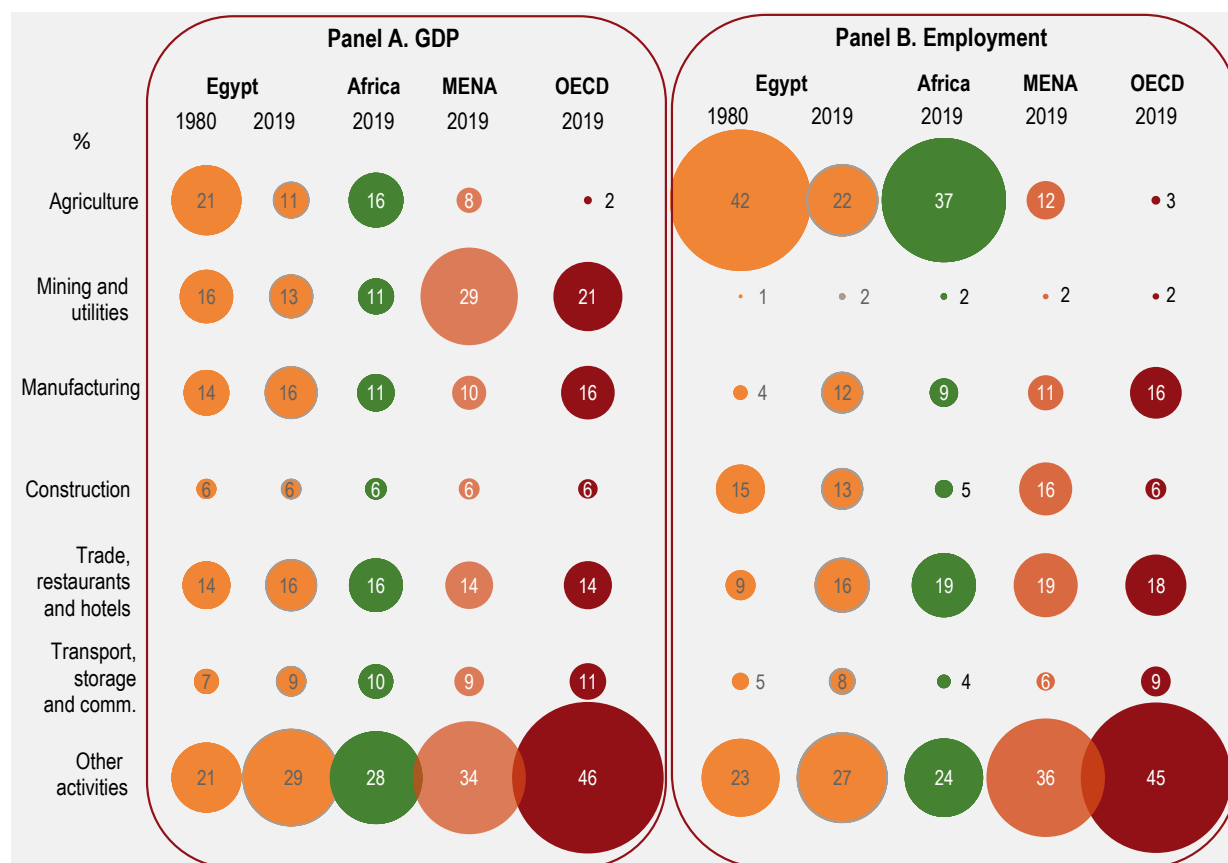 Panel A. GDP
Panel B. Employment
Egypt Africa MENA OECD
Egypt Africa MENA OECD
1980 2019 2019 2019 2019
1980 2019 2019 2019 2019
%
Agriculture 21 11 16 8 2 42 22 37 12 3
Mining and
utilities 16 13 11 29 21 1 2 2 2 2
Manufacturing 14 16 11 10 16 4 12 9 11 16
Construction 6 6 6 6 6 15 13 5 16 6
Trade,
restaurants
and hotels 14 16 16 14 14 9 16 19 19 18
Transport,
storage
and comm. 7 9 10 9 11 5 8 4 6 9
Other
activities 21 29 28 34 46 23 27 24 36 45